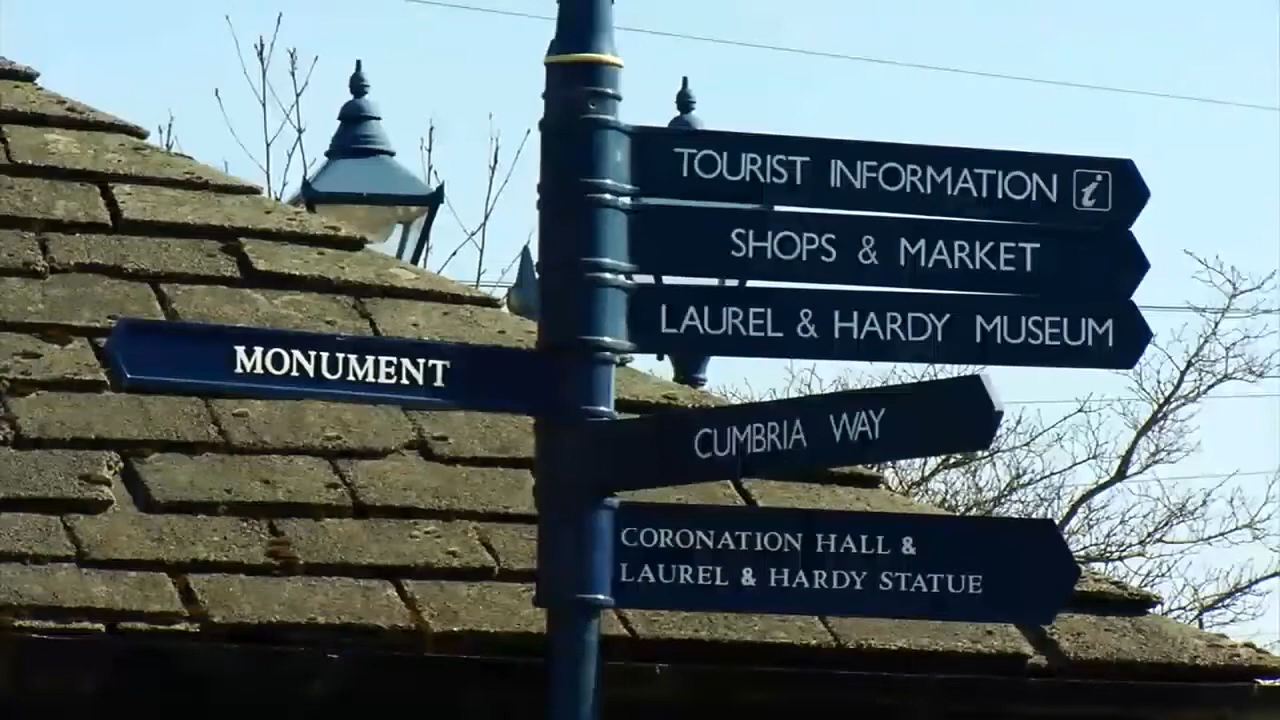 TOURIST INFORMATION i
SHOPS & MARKET
LAUREL & HARDY MUSEUM
MONUMENT
CUMBRIA WAY
CORONATION HALL &
LAUREL & HARDY STATUE